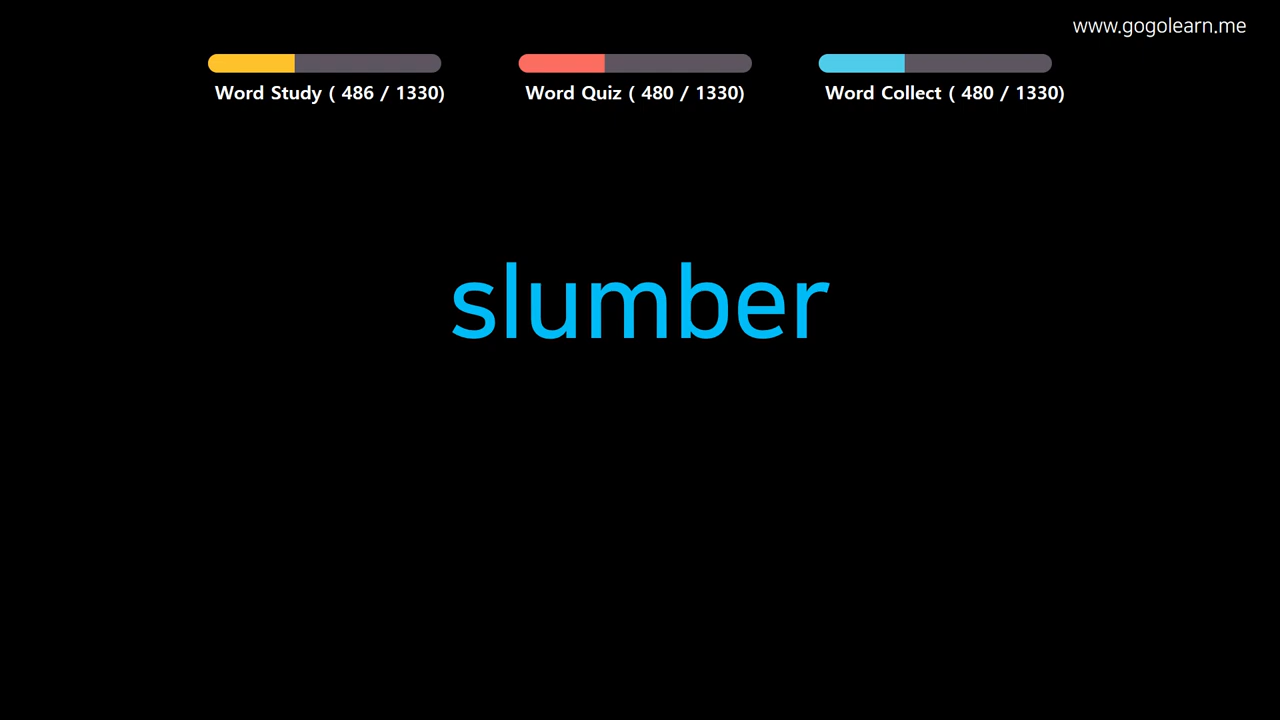 www.gogolearn.me
Word Study ( 486 / 1330)
Word Quiz ( 480 / 1330)
Word Collect ( 480 / 1330)
slumber